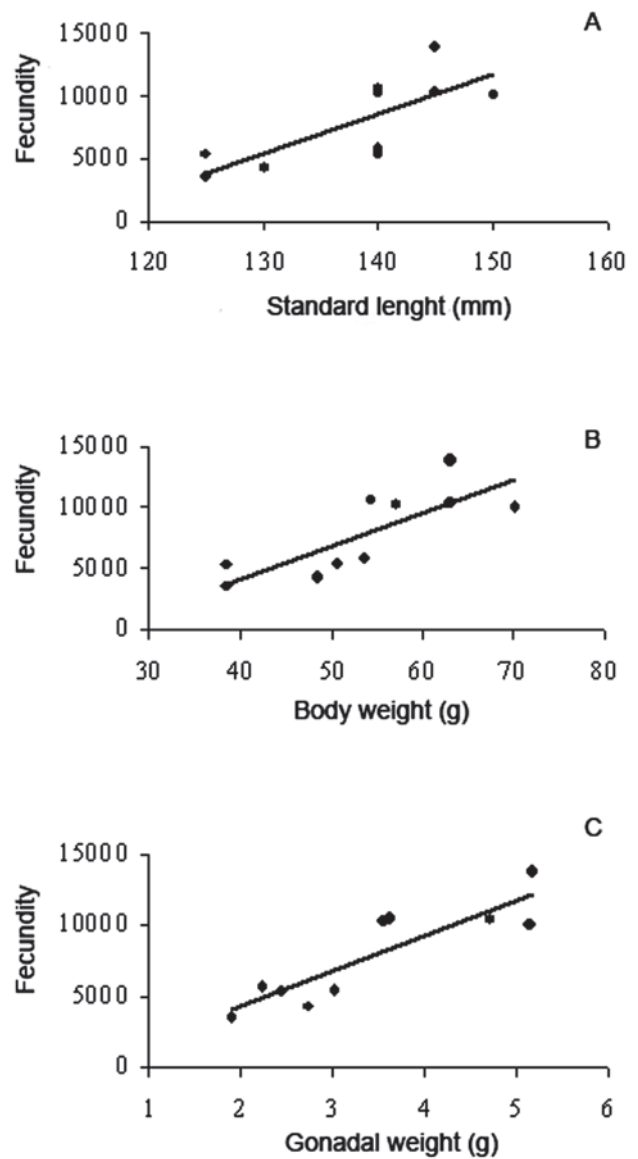 A
15000
10000
5000
0
Fecundity
120 130 140 150 160
Standard lenght (mm)
B
15000
10000
5000
0
Fecundity
30 40 50 60 70 80
Body weight (g)
C
15000
10000
5000
0
Fecundity
1 2 3 4 5 6
Gonadal weight (g)